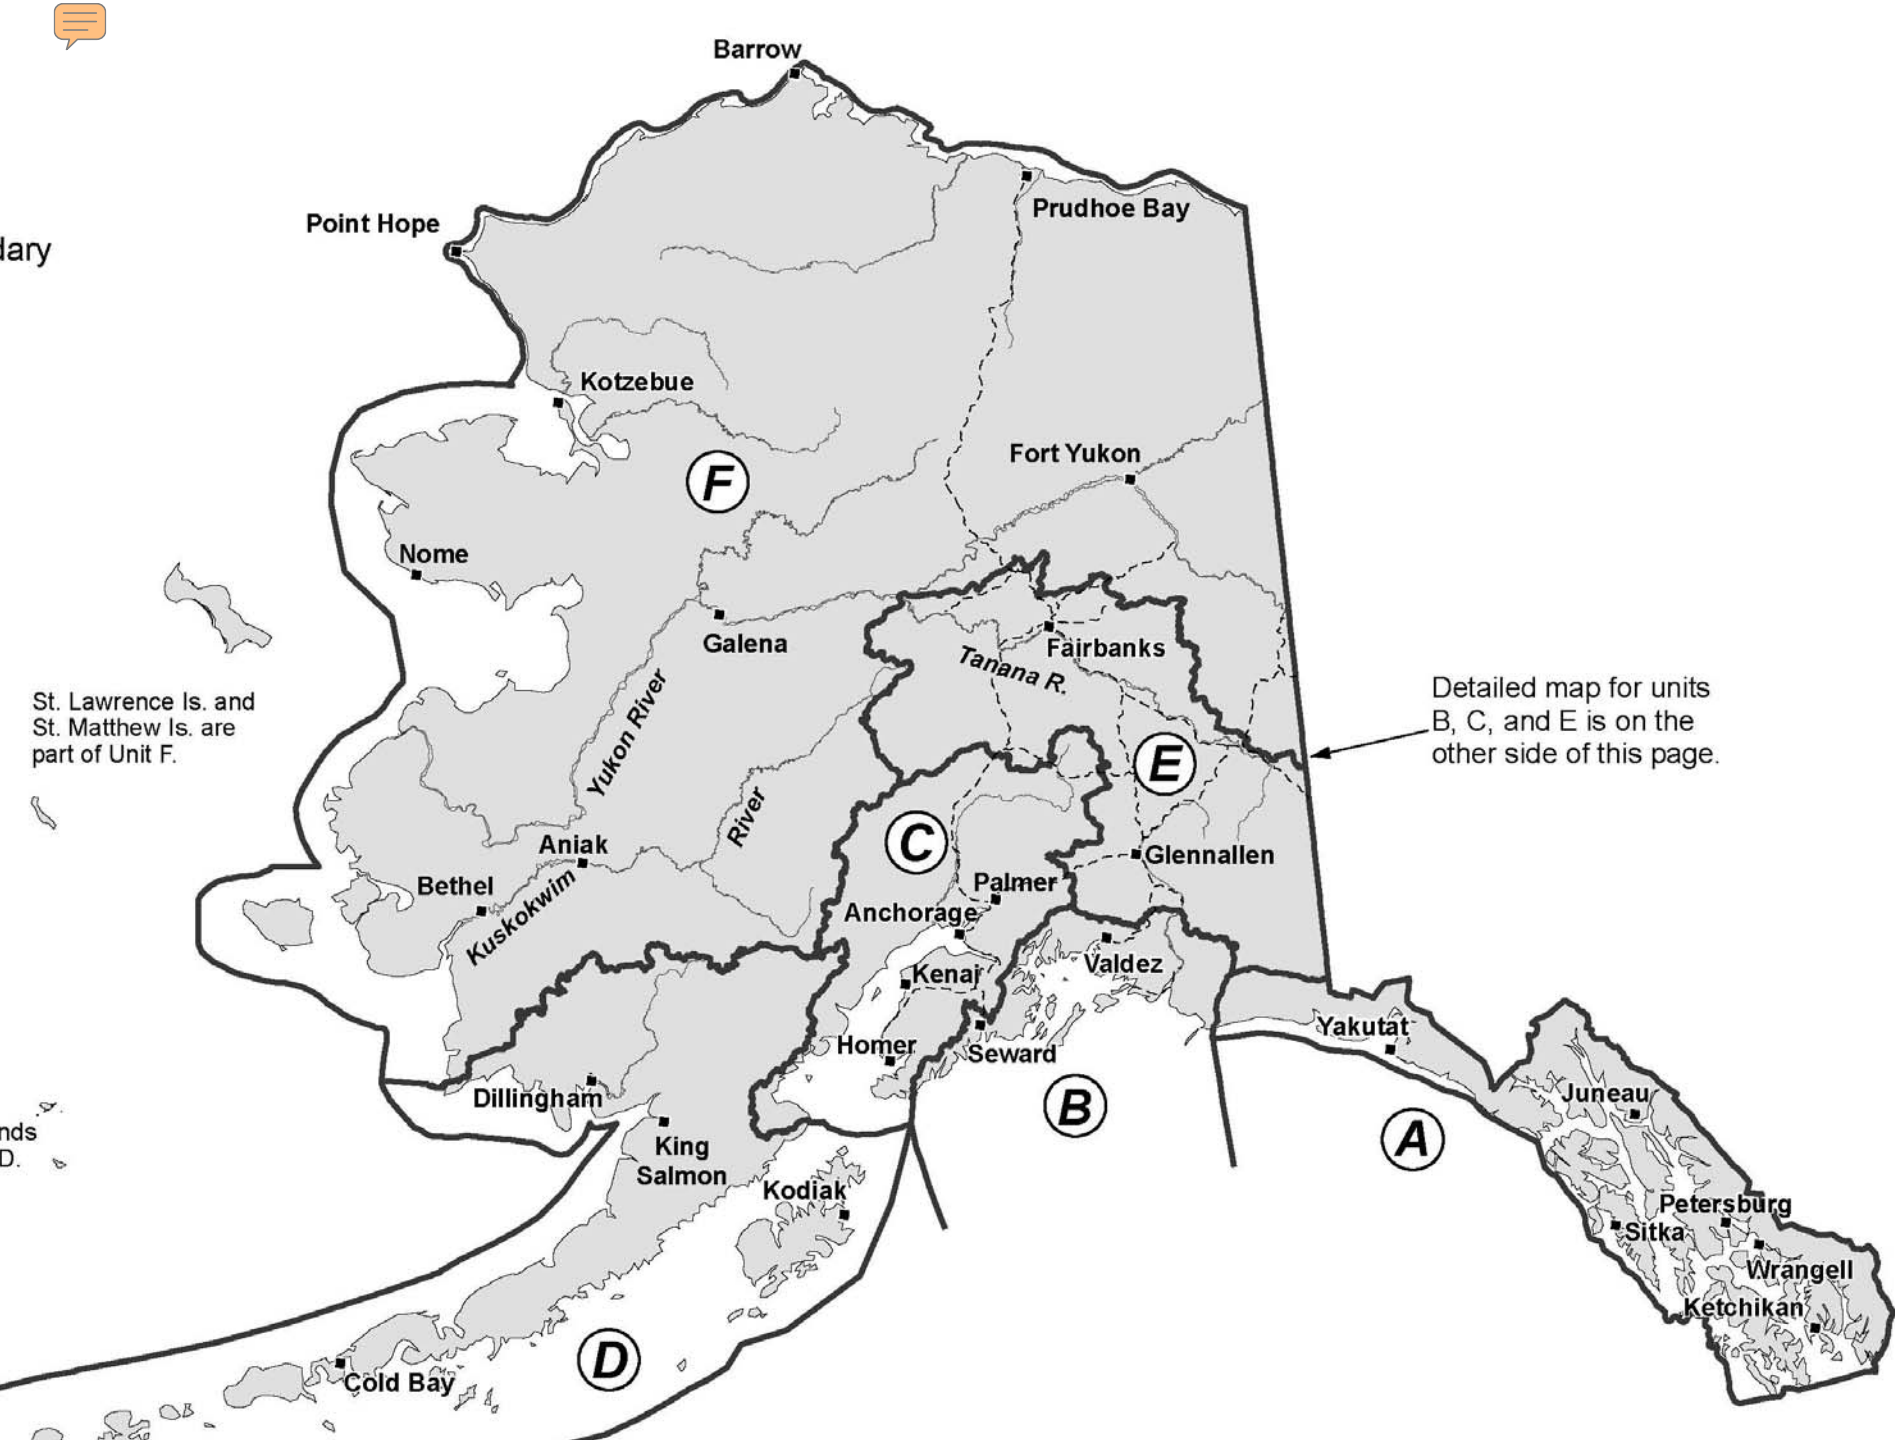 Barrow
Prudhoe Bay
Point Hope
dary
Kotzebue
Fort Yukon
F
Nome
Galena
Fairbanks
Tanana R.
St. Lawrence Is. and
St. Matthew Is. are
part of Unit F.
Yukon River
Detailed map for units
B, C, and E is on the
other side of this page.
E
River
C
Aniak
Glennallen
Bethel
Kuskokwim
Palmer
Anchorage
Valdez
Kenai
Yakutat
Homer
Seward
Dillingham
B
Juneau
A
nds
D.
King
Salmon
Kodiak
Petersburg
Sitka
Wrangell
Ketchikan
D
Cold Bay